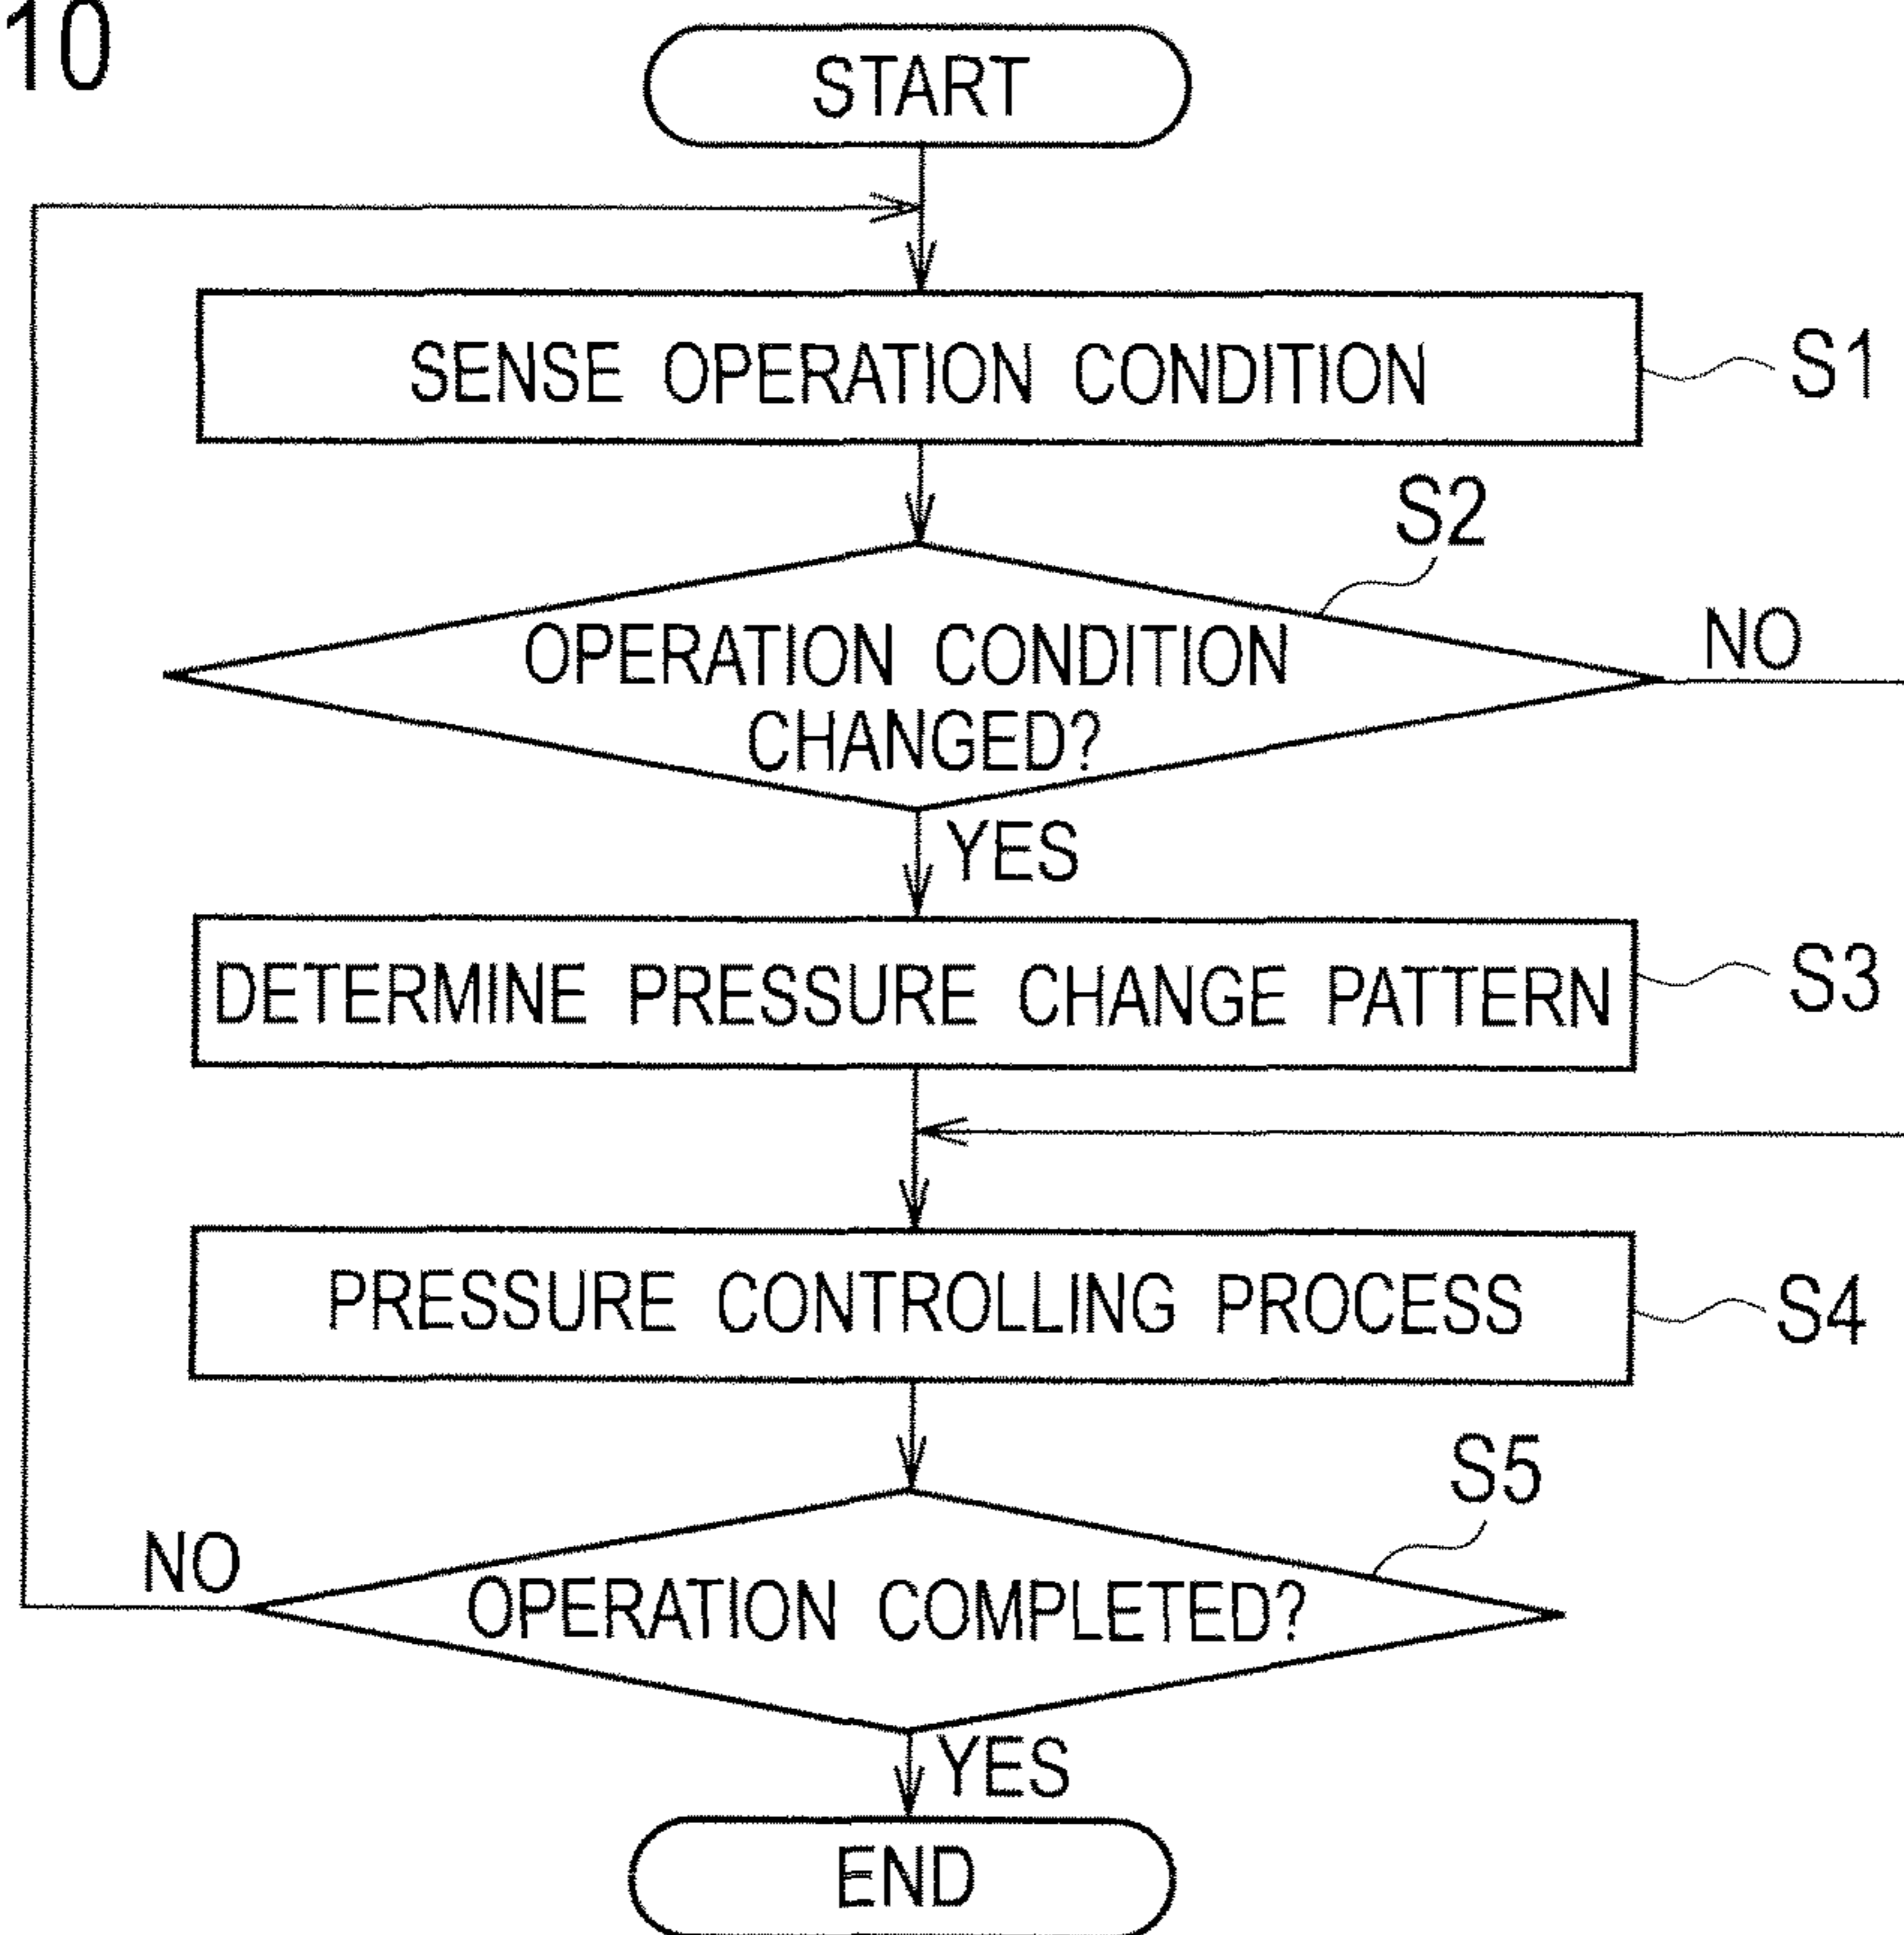 10
START
SENSE OPERATION CONDITION
S1
S2
OPERATION CONDITION
CHANGED?
NO
YES
DETERMINE PRESSURE CHANGE PATTERN
S3
PRESSURE CONTROLLING PROCESS
S4
S5
NO
OPERATION COMPLETED?
YES
END